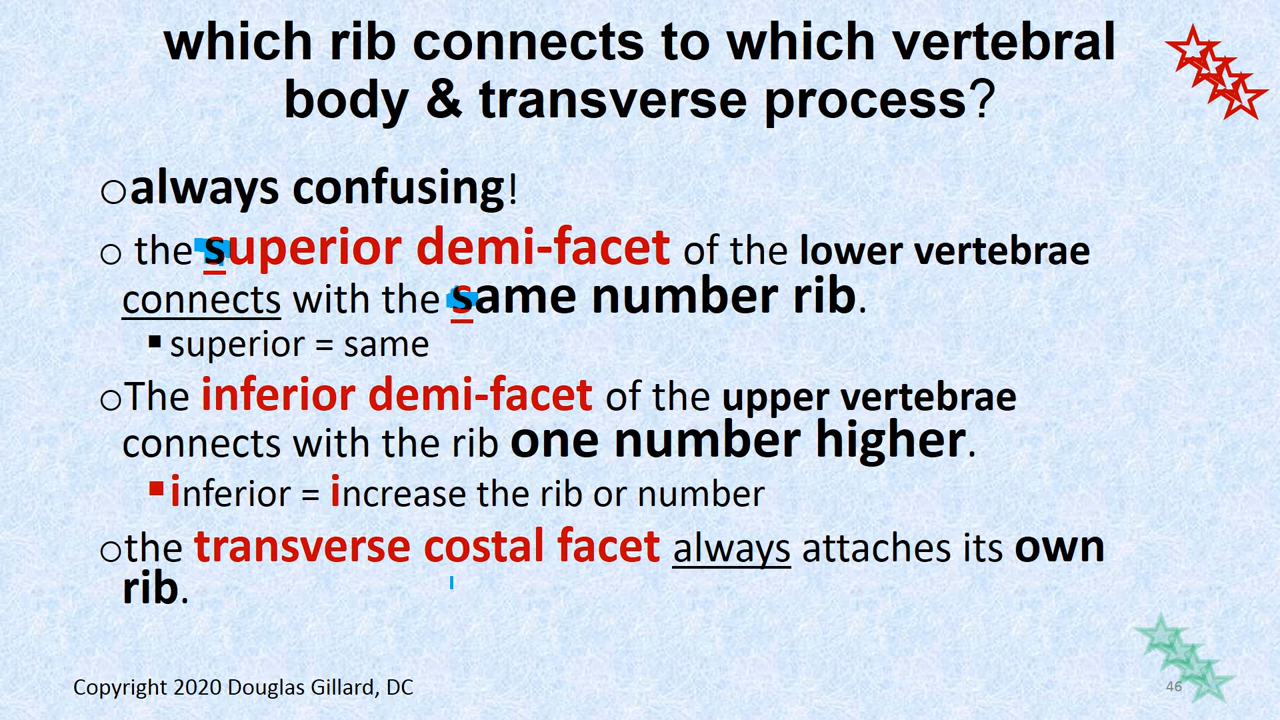 which rib connects to which vertebral
body & transverse process?
oalways confusing!
o the superior demi-facet of the lower vertebrae
connects with the same number rib.
▪ superior = same
oThe inferior demi-facet of the upper vertebrae
connects with the rib one number higher.
▪ inferior = increase the rib or number
othe transverse costal facet always attaches its own
rib.
Copyright 2020 Douglas Gillard, DC
46